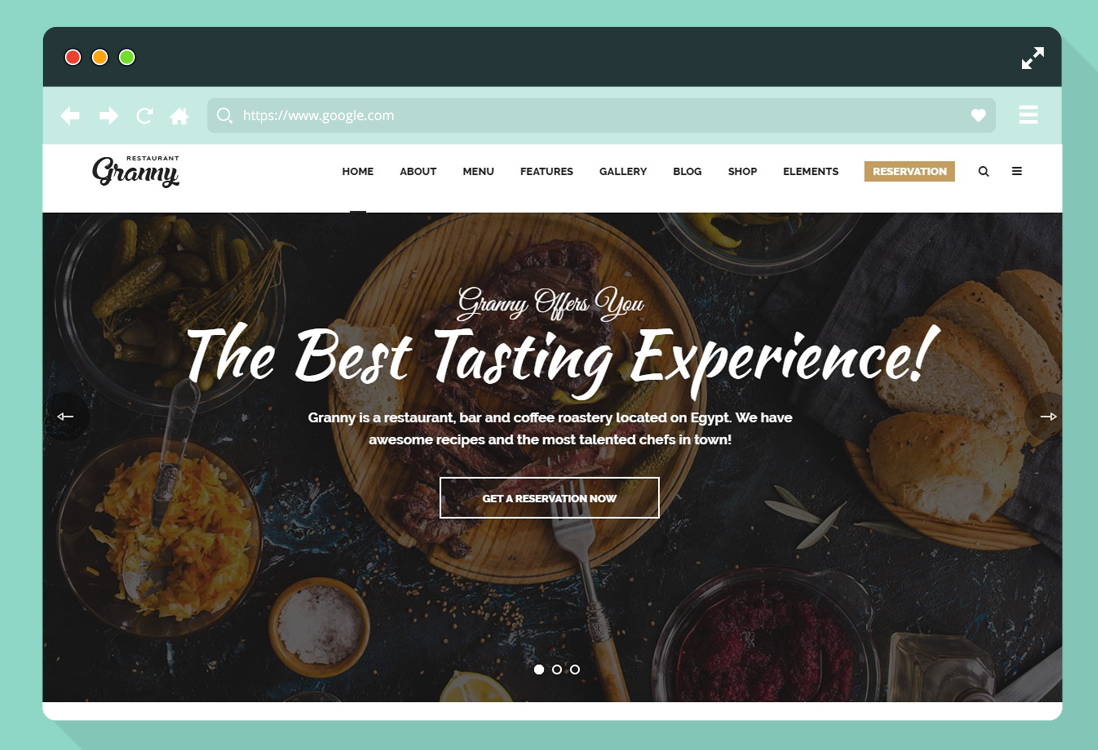 https://www.google.com
RESTAURANT
Granny
HOME ABOUT MENU FEATURES GALLERY BLOG SHOP ELEMENTS RESERVATION
Granny Offers You
The Best Tasting Experience!
Granny is a restaurant, bar and coffee roastery located on Egypt. We have
awesome recipes and the most talented chefs in town!
GET A RESERVATION NOW